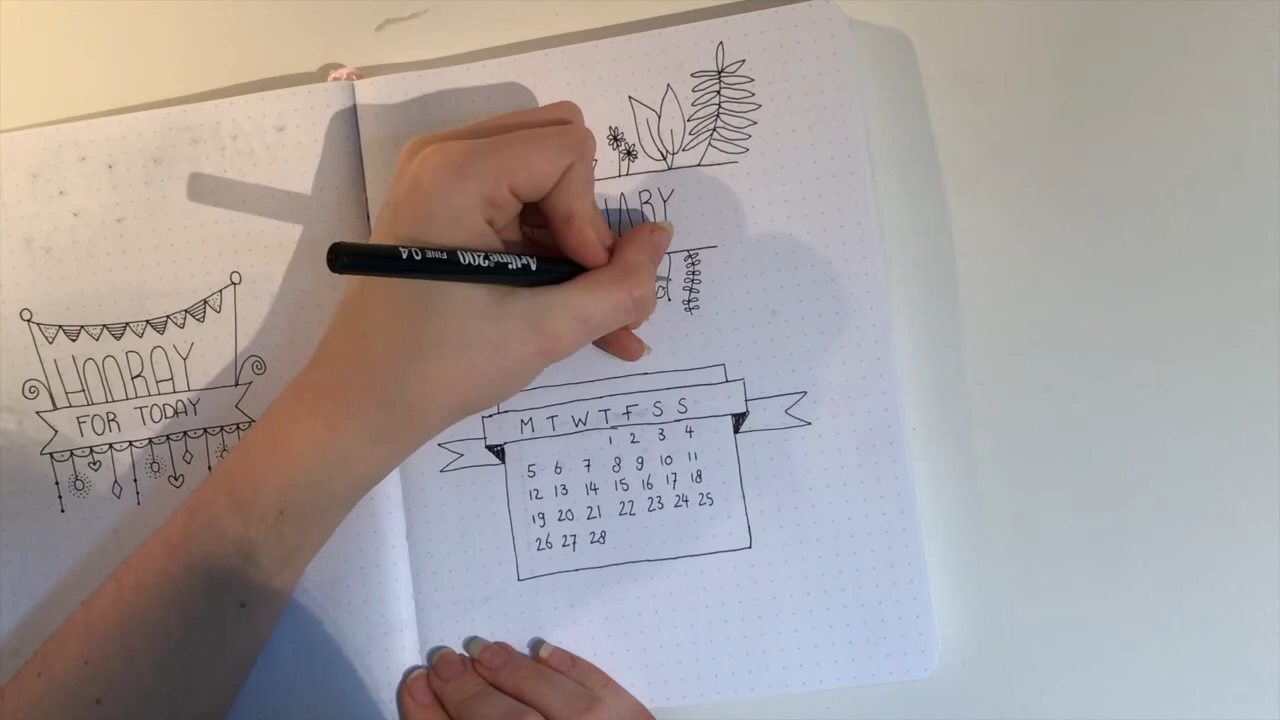 HOORAY
FOR TODAY
Artline 200 FINE 0.4
ARY
M T W T F S S
1 2 3 4
5 6 7 8 9 10 11
12 13 14 15 16 17 18
19 20 21 22 23 24 25
26 27 28